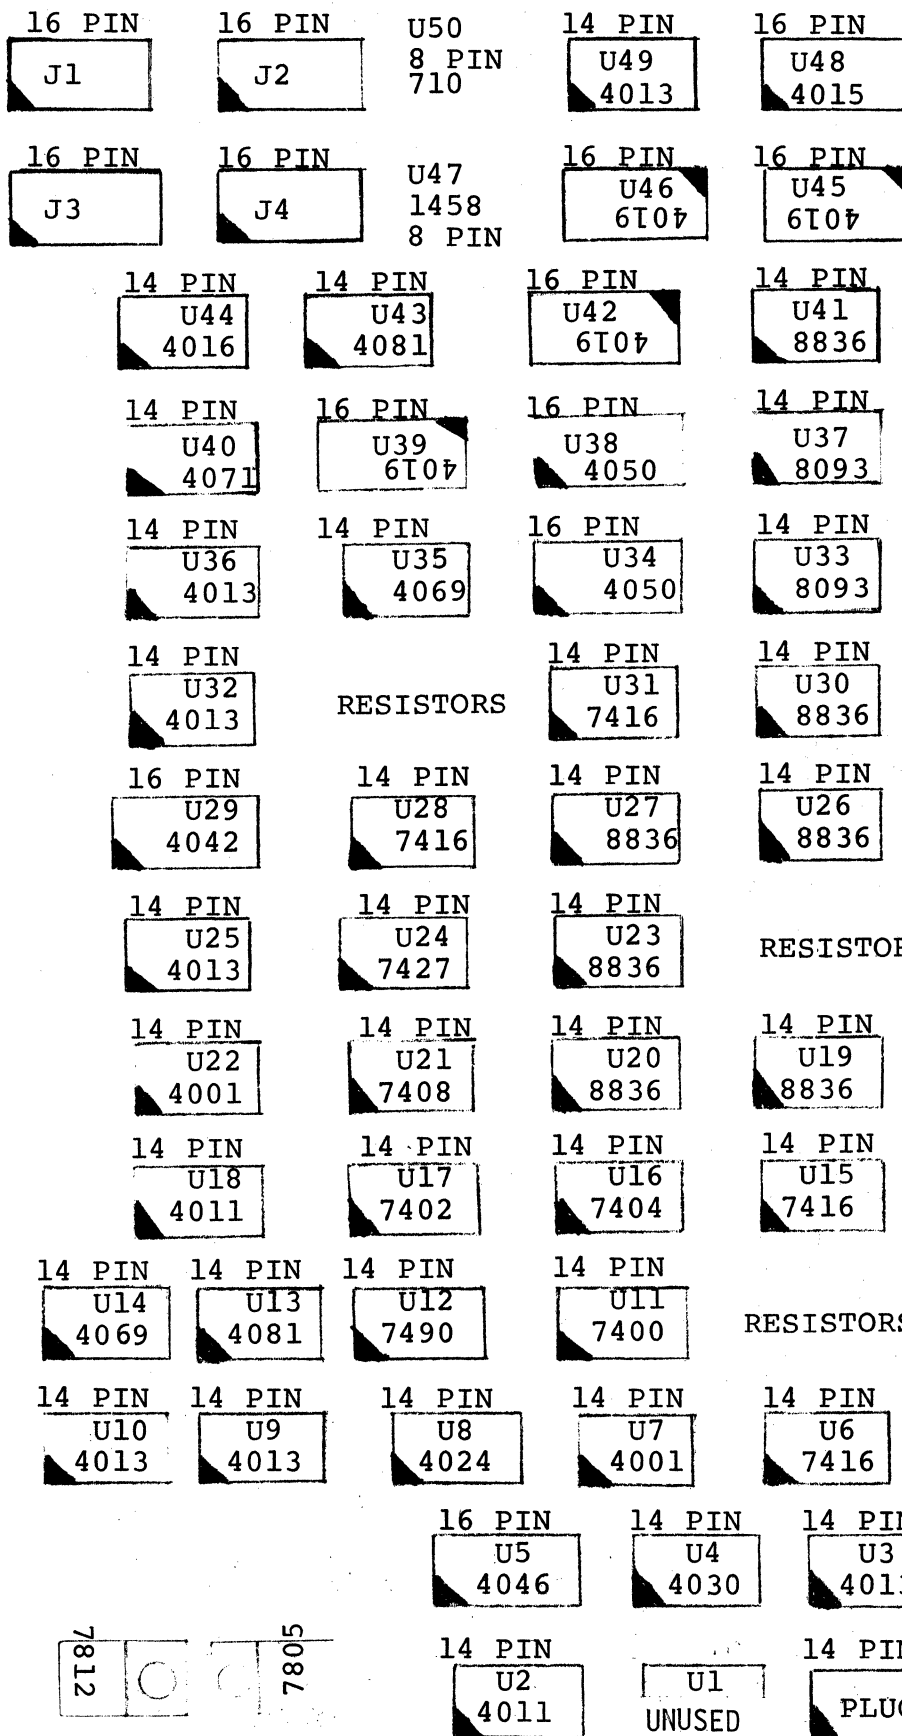 16 PIN 16 PIN U50 14 PIN 16 PIN
J1 J2 8 PIN U49 U48
710 4013 4015
16 PIN 16 PIN U47 16 PIN 16 PIN
J3 J4 1458 U46 U45
8 PIN 4019 4019
14 PIN 14 PIN 16 PIN 14 PIN
U44 U43 U42 U41
4016 4081 4019 8836
14 PIN 16 PIN 16 PIN 14 PIN
U40 U39 U38 U37
4071 4019 4050 8093
14 PIN 14 PIN 16 PIN 14 PIN
U36 U35 U34 U33
4013 4069 4050 8093
14 PIN 14 PIN 14 PIN
U32 RESISTORS U31 U30
4013 7416 8836
16 PIN 14 PIN 14 PIN 14 PIN
U29 U28 U27 U26
4042 7416 8836 8836
14 PIN 14 PIN 14 PIN
U25 U24 U23
4013 7427 8836
14 PIN 14 PIN 14 PIN 14 PIN
U22 U21 U20 U19
4001 7408 8836 8836
14 PIN 14 PIN 14 PIN 14 PIN
U18 U17 U16 U15
4011 7402 7404 7416
14 PIN 14 PIN 14 PIN 14 PIN
U14 U13 U12 U11 RESISTORS
4069 4081 7490 7400
14 PIN 14 PIN 14 PIN 14 PIN 14 PIN
U10 U9 U8 U7 U6
4013 4013 4024 4001 7416
16 PIN 14 PIN 14 PIN
U5 U4 U3
4046 4030 4013
7812 7805 14 PIN 14 PIN
U2 U1
4011 UNUSED